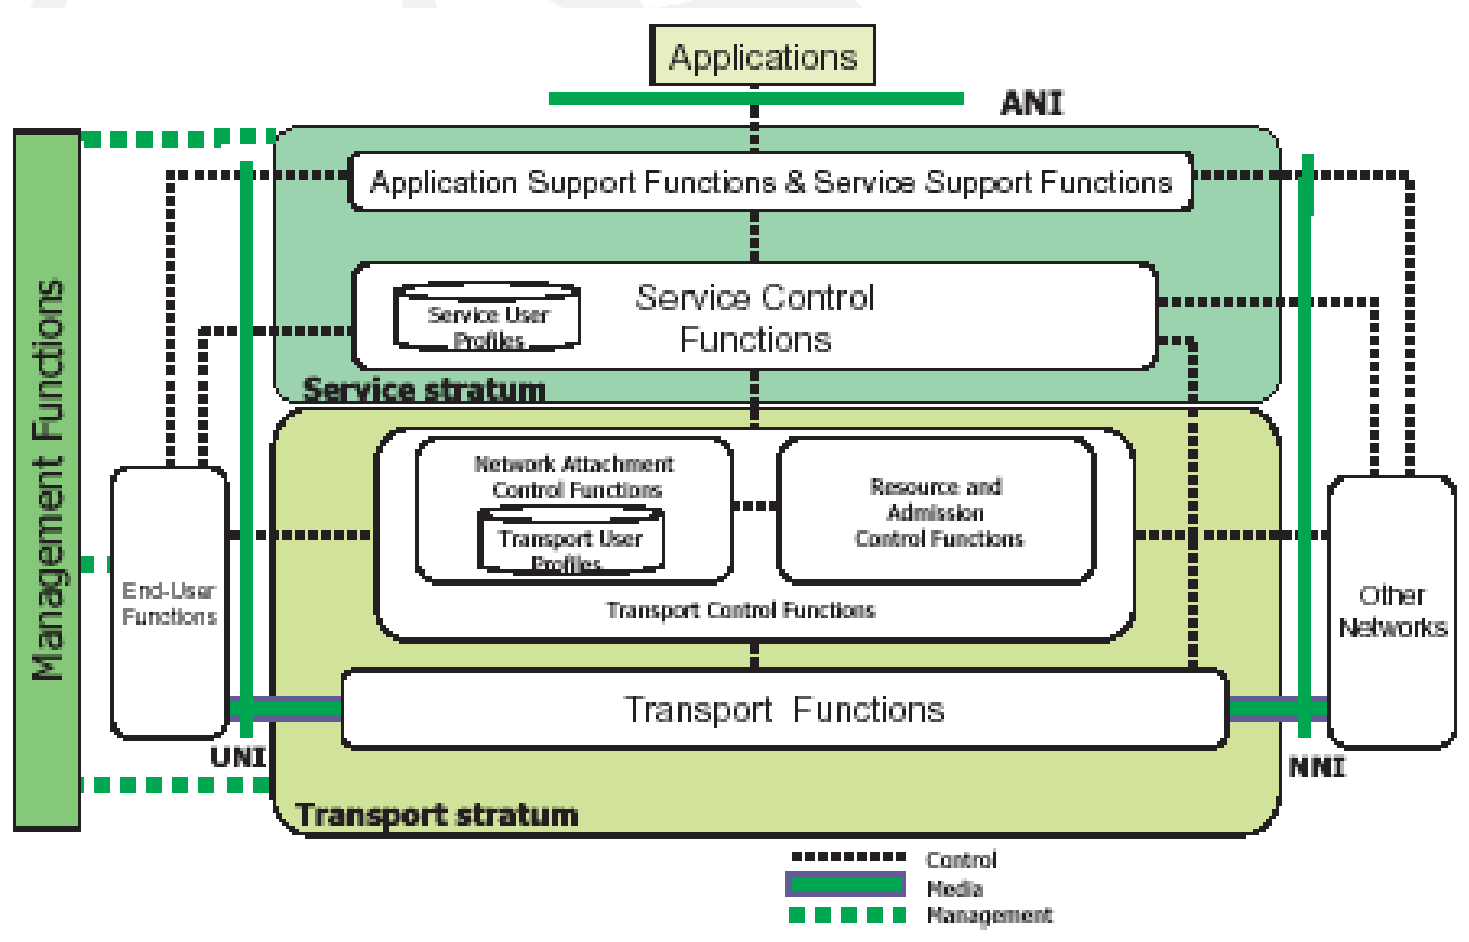 Applications
ANI
Application Support Functions & Service Support Functions
Service User
Profiles
Service Control
Functions
Service stratum
Management Functions
Network Attachment
Control Functions
Transport User
Profiles
Resource and
Admission
Control Functions
Transport Control Functions
End-User
Functions
Other
Networks
Transport Functions
UNI
NNI
Transport stratum
Control
Media
Management